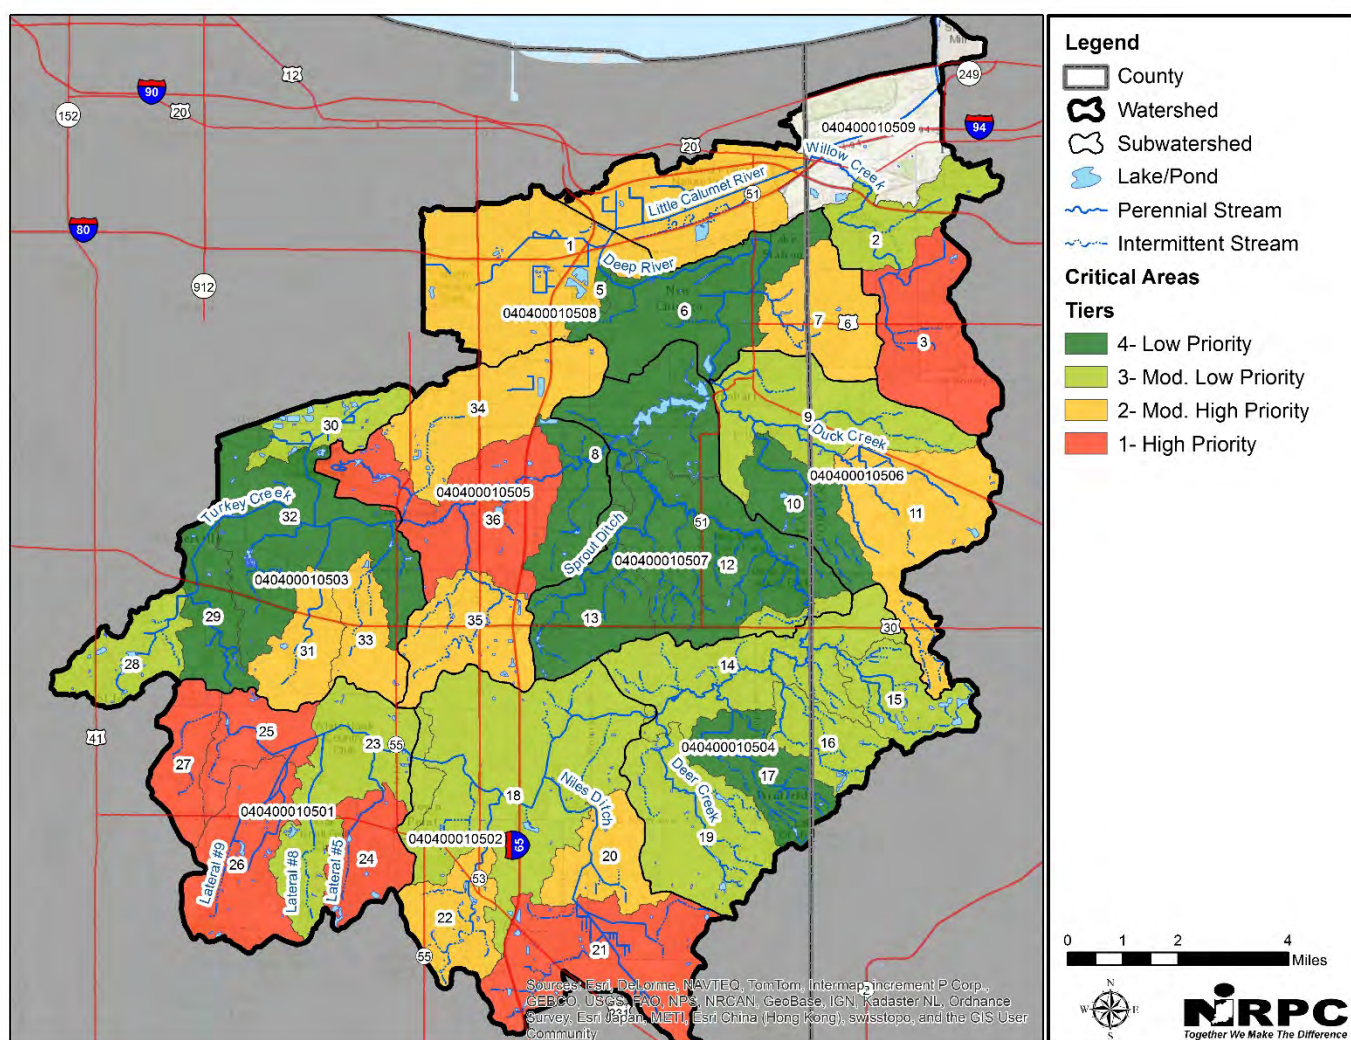 Legend
County
Watershed
Subwatershed
Lake/Pond
Perennial Stream
Intermittent Stream
Critical Areas
Tiers
4- Low Priority
3- Mod. Low Priority
2- Mod. High Priority
1- High Priority
0 1 2 4
Miles
N
W E
S
NIRPC
Together We Make The Difference
12
90
20
152
249
94
040400010509
20
Willow Creek
Little Calumet River
51
80
1
2
Deep River
912
5
6
040400010508
7
6
3
34
9
30
Duck Creek
8
040400010506
040400010505
Turkey Creek
32
36
10
11
51
Sprout Ditch
040400010507
12
040400010503
29
13
35
30
31
33
28
14
15
25
41
23
55
040400010504
16
27
17
18
Niles Ditch
Deer Creek
040400010501
040400010502
65
19
20
Lateral #9
26
Lateral #8
Lateral #5
24
53
22
21
55
Sources: Esri, DeLorme, NAVTEQ, TomTom, Intermap, increment P Corp.,
GEBCO, USGS, FAO, NPS, NRCAN, GeoBase, IGN, Kadaster NL, Ordnance
Survey, Esri Japan, METI, Esri China (Hong Kong), swisstopo, and the GIS User
Community